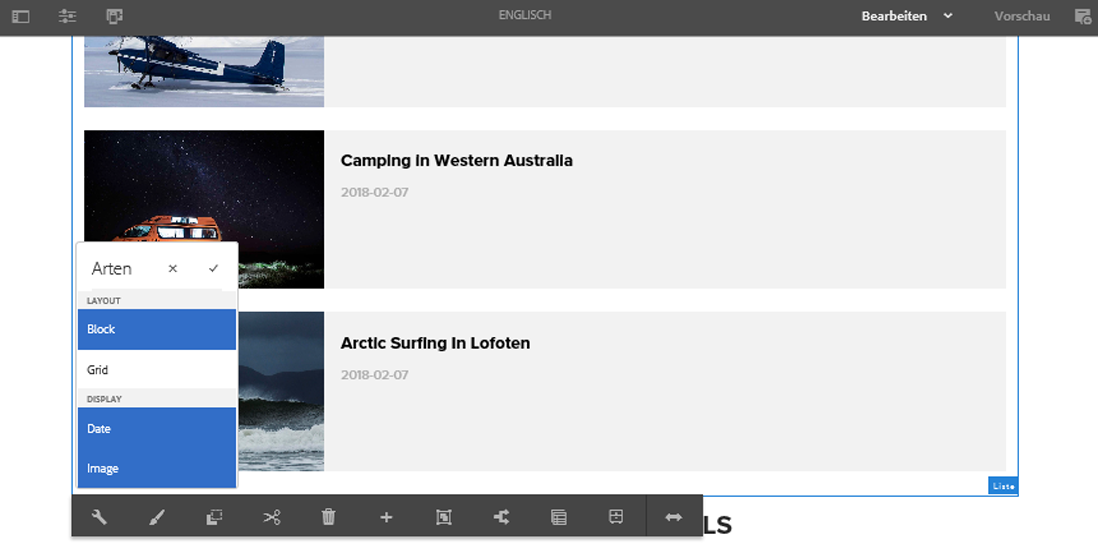 ENGLISCH
Bearbeiten
Vorschau
Camping in Western Australia
2018-02-07
Arten
LAYOUT
Block
Grid
DISPLAY
Date
Image
Arctic Surfing In Lofoten
2018-02-07
Liste
LS